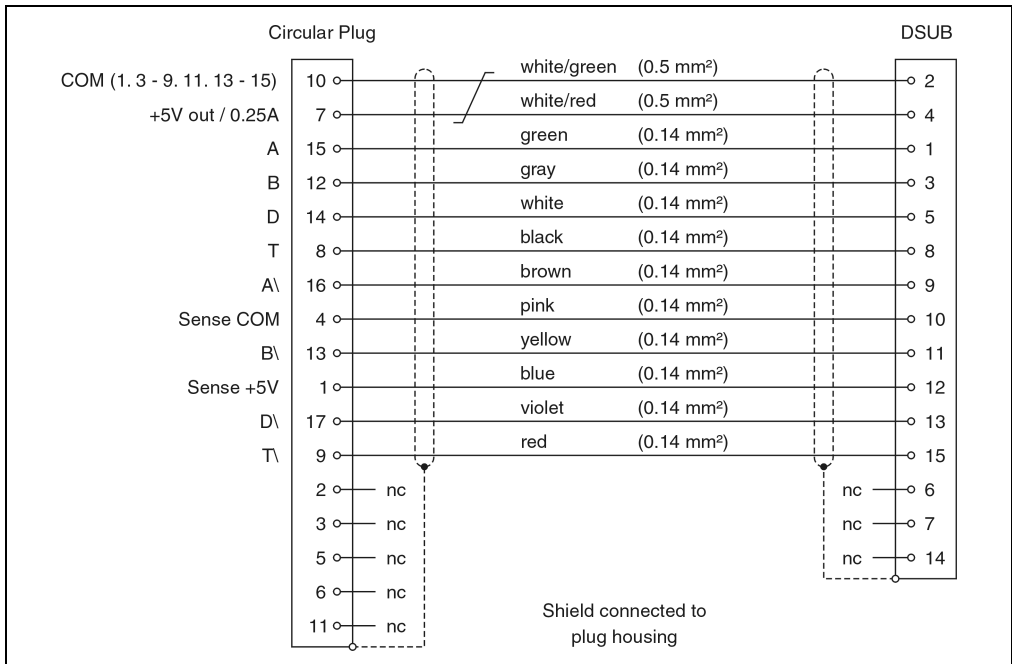 Circular Plug DSUB
COM (1. 3 - 9. 11. 13 - 15) 10 white/green (0.5 mm²) 2
+5V out / 0.25A 7 white/red (0.5 mm²) 4
A 15 green (0.14 mm²) 1
B 12 gray (0.14 mm²) 3
D 14 white (0.14 mm²) 5
T 8 black (0.14 mm²) 8
A\ 16 brown (0.14 mm²) 9
Sense COM 4 pink (0.14 mm²) 10
B\ 13 yellow (0.14 mm²) 11
Sense +5V 1 blue (0.14 mm²) 12
D\ 17 violet (0.14 mm²) 13
T\ 9 red (0.14 mm²) 15
2 nc nc 6
3 nc nc 7
5 nc nc 14
6 nc
11 nc
Shield connected to
plug housing